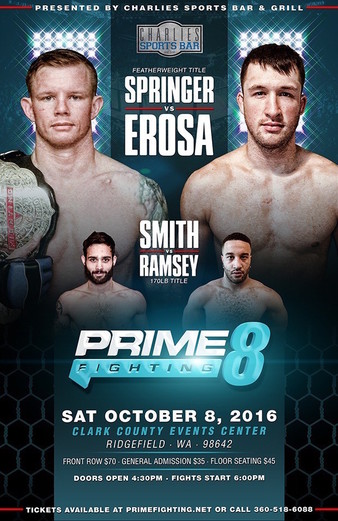 PRESENTED BY CHARLIES SPORTS BAR & GRILL
CHARLIES
SPORTS BAR
FEATHERWEIGHT TITLE
SPRINGER
VS
EROSA
SMITH
VS
RAMSEY
170LB TITLE
PRIME 8
FIGHTING
SAT OCTOBER 8, 2016
CLARK COUNTY EVENTS CENTER
RIDGEFIELD - WA - 98642
FRONT ROW $70 - GENERAL ADMISSION $35 - FLOOR SEATING $45
DOORS OPEN 4:30PM - FIGHTS START 6:00PM
TICKETS AVAILABLE AT PRIMEFIGHTING.NET OR CALL 360-518-6088